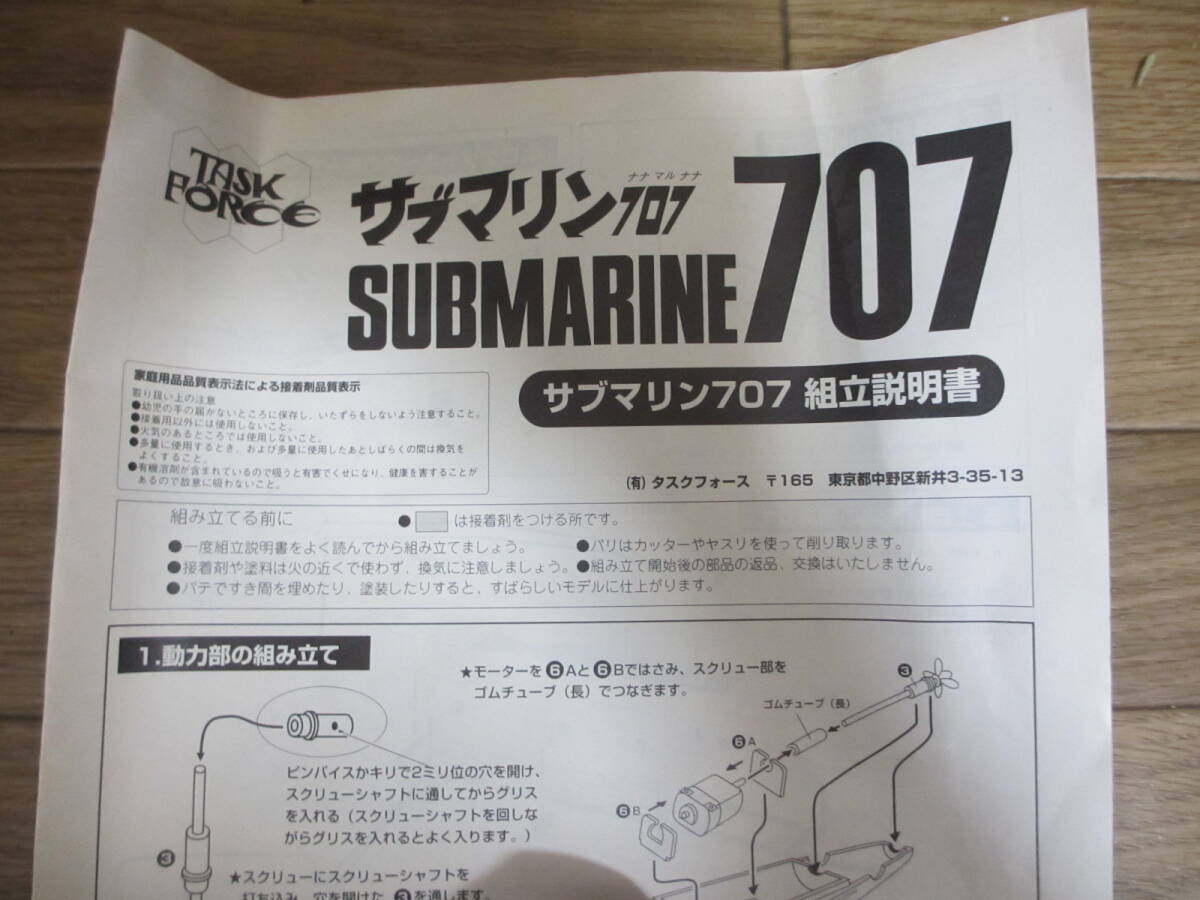 TASK
FORCE
ナナ マル ナナ
サブマリン707
SUBMARINE 707
サブマリン707 組立説明書
家庭用品品質表示法による接着剤品質表示
取り扱い上の注意
●幼児の手の届かないところに保存し、いたずらをしないよう注意すること。
●接着用以外には使用しないこと。
●火気のあるところでは使用しないこと。
●多量に使用するとき、および多量に使用したあとしばらくの間は換気を
よくすること。
●有機溶剤が含まれているので吸うと有害でくせになり、健康を害することが
あるので故意に吸わないこと。
(有) タスクフォース 〒165 東京都中野区新井3-35-13
組み立てる前に ● は接着剤をつける所です。
●一度組立説明書をよく読んでから組み立てましょう。 ●バリはカッターやヤスリを使って削り取ります。
●接着剤や塗料は火の近くで使わず、換気に注意しましょう。 ●組み立て開始後の部品の返品、交換はいたしません。
●パテですき間を埋めたり、塗装したりすると、すばらしいモデルに仕上がります。
1.動力部の組み立て
★モーターを❻Aと❻Bではさみ、スクリュー部を
ゴムチューブ（長）でつなぎます。
❸
ゴムチューブ（長）
❻A
❻B
ピンバイスかキリで2ミリ位の穴を開け、
スクリューシャフトに通してからグリス
を入れる（スクリューシャフトを回しな
がらグリスを入れるとよく入ります。）
❸
★スクリューにスクリューシャフトを
打ち込み、穴を開けた❸を通します。